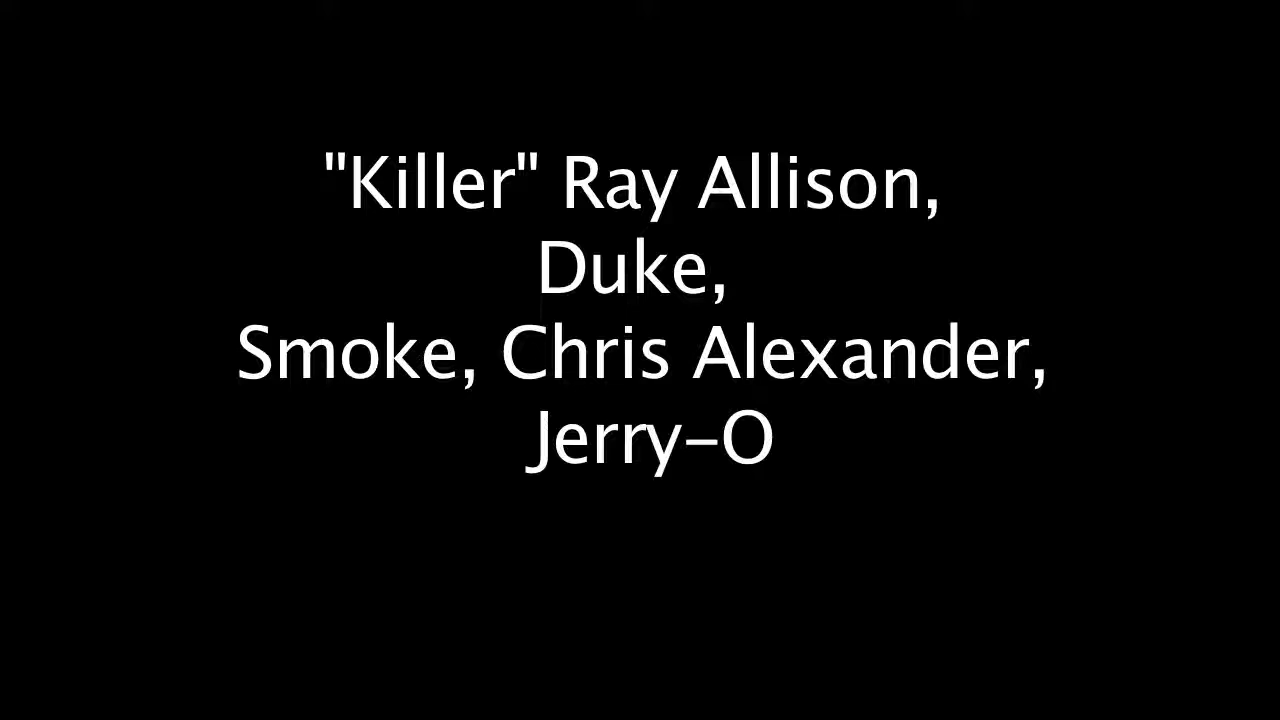 "Killer" Ray Allison,
Duke,
Smoke, Chris Alexander,
Jerry-O